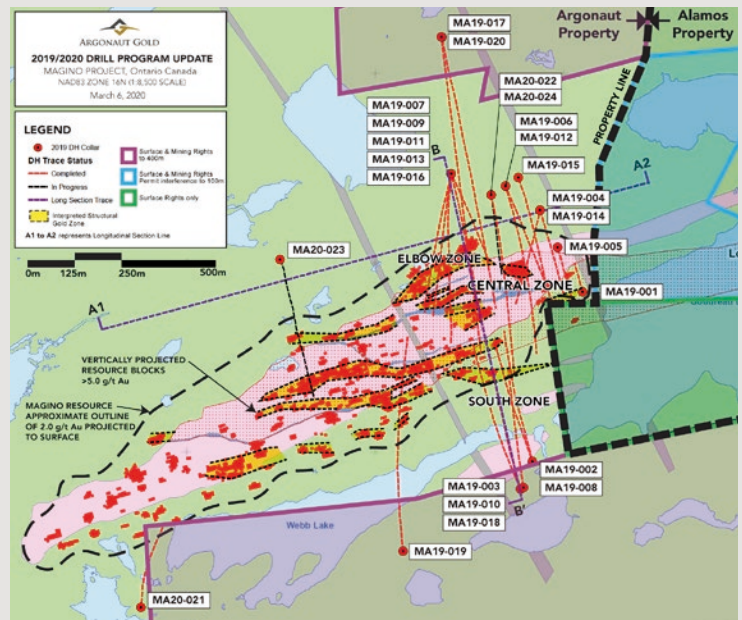 ARGONAUT GOLD
2019/2020 DRILL PROGRAM UPDATE
MAGINO PROJECT, Ontario Canada
NAD83 ZONE 16N (1:8,500 SCALE)
March 6, 2020
LEGEND
2019 DH Collar
DH Trace Status
Completed
In Progress
Long Section Trace
Interpreted Structural
Gold Zone
A1 to A2 represents Longitudinal Section Line
Surface & Mining Rights
to 400m
Surface & Mining Rights
Permit interference to 100m
Surface Rights only
0m 125m 250m 500m
Argonaut
Property
Alamos
Property
PROPERTY LINE
MA19-017
MA19-020
MA20-022
MA20-024
MA19-007
MA19-009
MA19-011
MA19-013
MA19-016
MA19-006
MA19-012
MA19-015
B
A2
MA19-004
MA19-014
MA20-023
MA19-005
ELBOW ZONE
CENTRAL ZONE
MA19-001
A1
VERTICALLY PROJECTED
RESOURCE BLOCKS
>5.0 g/t Au
MAGINO RESOURCE
APPROXIMATE OUTLINE
OF 2.0 g/t Au PROJECTED
TO SURFACE
SOUTH ZONE
MA19-003
MA19-010
MA19-018
B'
MA19-002
MA19-008
Webb Lake
MA19-019
MA20-021